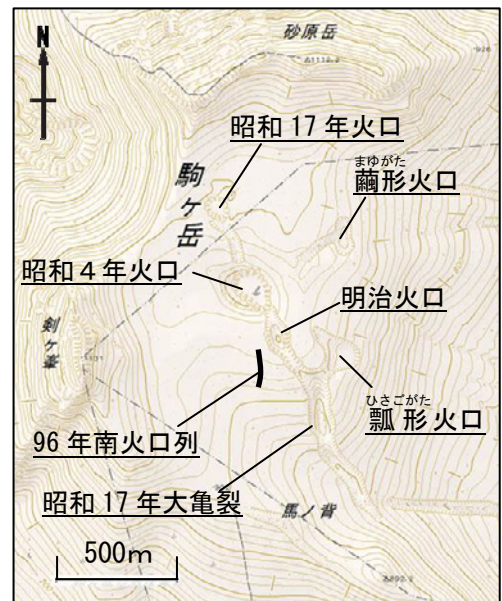 N
砂原岳
△1112.2
昭和17年火口
まゆがた
繭形火口
駒ヶ岳
昭和4年火口
明治火口
剣ヶ峯
ひさごがた
瓢形火口
96年南火口列
昭和17年大亀裂
馬ノ背
500m